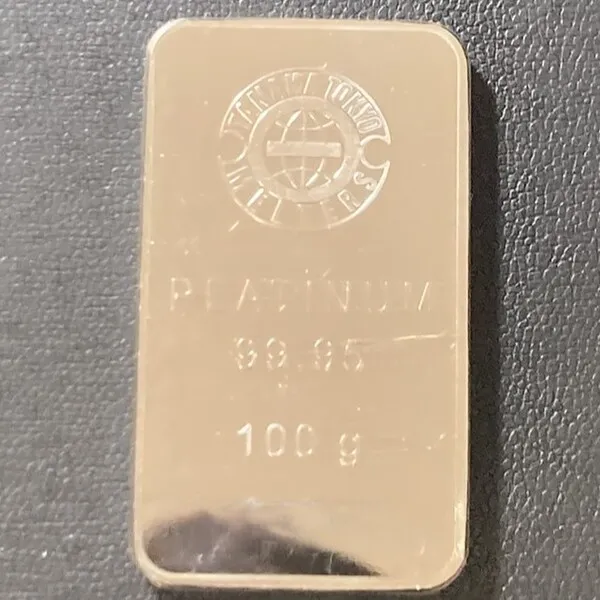 TANAKA TOKYO
MELTERS
PLATINUM
99.95
100 g